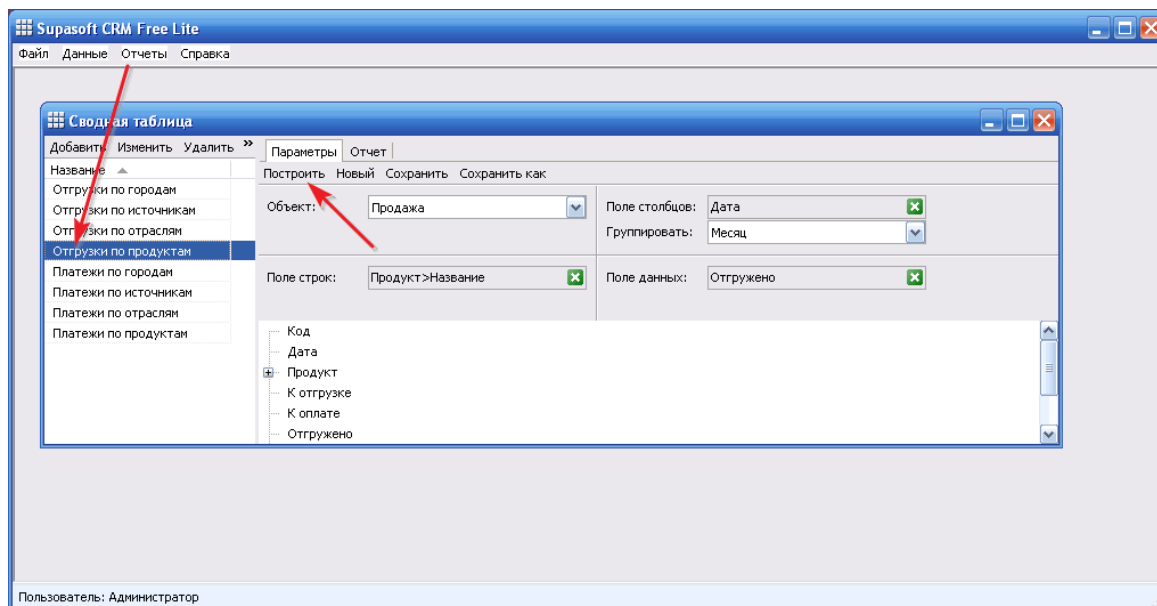 Supasoft CRM Free Lite
Файл Данные Отчеты Справка
Сводная таблица
Добавить Изменить Удалить »
Название
Отгрузки по городам
Отгрузки по источникам
Отгрузки по отраслям
Отгрузки по продуктам
Платежи по городам
Платежи по источникам
Платежи по отраслям
Платежи по продуктам
Параметры Отчет
Построить Новый Сохранить Сохранить как
Объект: Продажа
Поле столбцов: Дата
Группировать: Месяц
Поле строк: Продукт>Название
Поле данных: Отгружено
Код
Дата
Продукт
К отгрузке
К оплате
Отгружено
Пользователь: Администратор